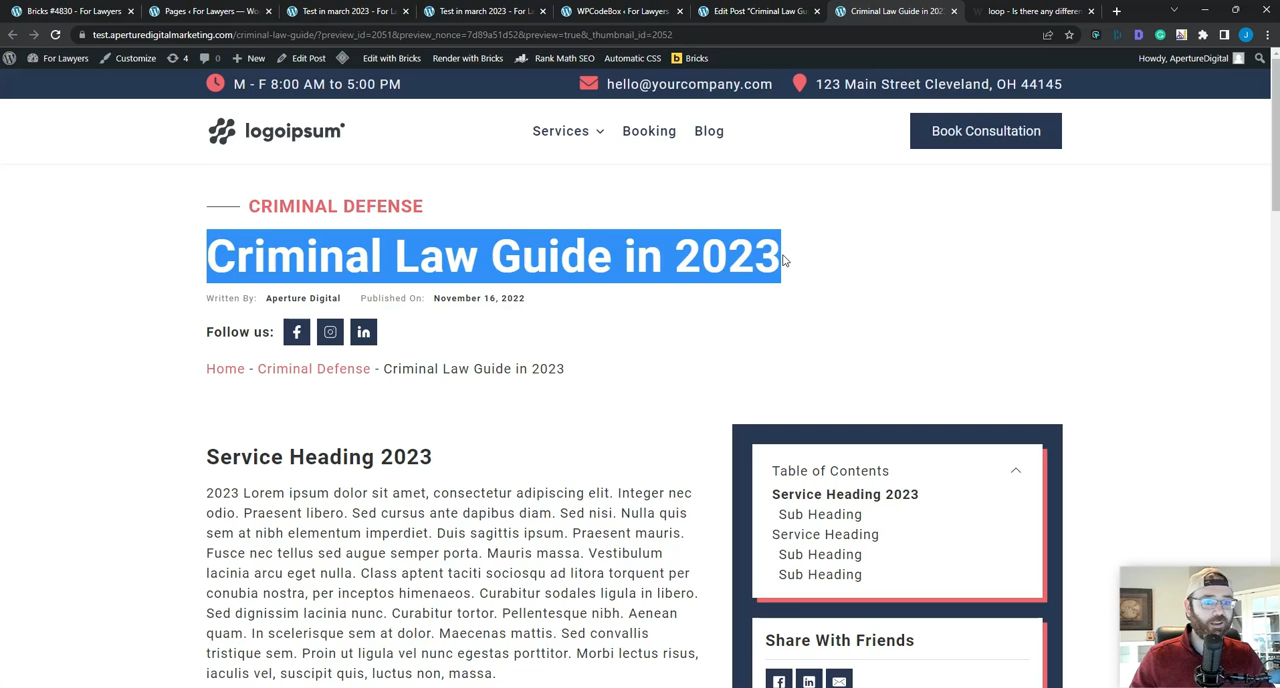 Bricks #4830 - For Lawyers
Pages ‹ For Lawyers — Wo
Test in march 2023 - For La
Test in march 2023 - For La
WPCodeBox ‹ For Lawyers
Edit Post "Criminal Law Gu
Criminal Law Guide in 202
loop - Is there any differen
test.aperturedigitalmarketing.com/criminal-law-guide/?preview_id=2051&preview_nonce=7d89a51d52&preview=true&_thumbnail_id=2052
For Lawyers Customize 4 0 New Edit Post Edit with Bricks Render with Bricks Rank Math SEO Automatic CSS b Bricks Howdy, ApertureDigital
M - F 8:00 AM to 5:00 PM hello@yourcompany.com 123 Main Street Cleveland, OH 44145
logoipsum Services Booking Blog Book Consultation
CRIMINAL DEFENSE
Criminal Law Guide in 2023
Written By: Aperture Digital Published On: November 16, 2022
Follow us:
Home - Criminal Defense - Criminal Law Guide in 2023
Service Heading 2023
2023 Lorem ipsum dolor sit amet, consectetur adipiscing elit. Integer nec
odio. Praesent libero. Sed cursus ante dapibus diam. Sed nisi. Nulla quis
sem at nibh elementum imperdiet. Duis sagittis ipsum. Praesent mauris.
Fusce nec tellus sed augue semper porta. Mauris massa. Vestibulum
lacinia arcu eget nulla. Class aptent taciti sociosqu ad litora torquent per
conubia nostra, per inceptos himenaeos. Curabitur sodales ligula in libero.
Sed dignissim lacinia nunc. Curabitur tortor. Pellentesque nibh. Aenean
quam. In scelerisque sem at dolor. Maecenas mattis. Sed convallis
tristique sem. Proin ut ligula vel nunc egestas porttitor. Morbi lectus risus,
iaculis vel, suscipit quis, luctus non, massa.
Table of Contents
Service Heading 2023
Sub Heading
Service Heading
Sub Heading
Sub Heading
Share With Friends